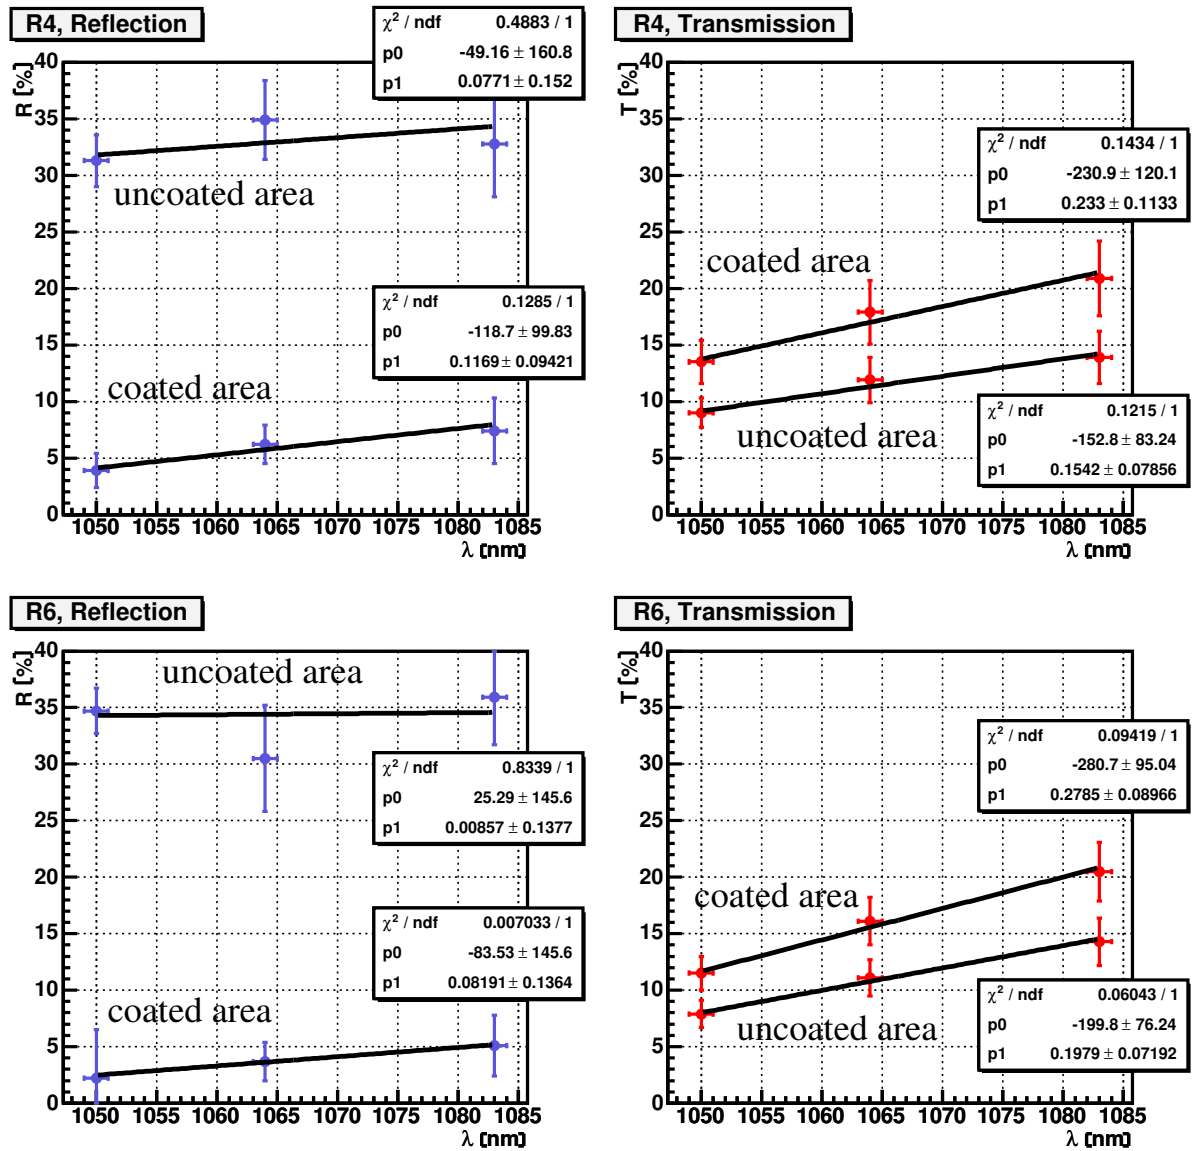 R4, Reflection
χ² / ndf 0.4883 / 1
p0 -49.16 ± 160.8
p1 0.0771 ± 0.152
R [%]
40
35
30
25
20
15
10
5
0
uncoated area
χ² / ndf 0.1285 / 1
p0 -118.7 ± 99.83
p1 0.1169 ± 0.09421
coated area
1050 1055 1060 1065 1070 1075 1080 1085
λ [nm]
R4, Transmission
T [%]
40
35
30
25
20
15
10
5
0
χ² / ndf 0.1434 / 1
p0 -230.9 ± 120.1
p1 0.233 ± 0.1133
coated area
uncoated area
χ² / ndf 0.1215 / 1
p0 -152.8 ± 83.24
p1 0.1542 ± 0.07856
1050 1055 1060 1065 1070 1075 1080 1085
λ [nm]
R6, Reflection
R [%]
40
35
30
25
20
15
10
5
0
uncoated area
χ² / ndf 0.8339 / 1
p0 25.29 ± 145.6
p1 0.00857 ± 0.1377
χ² / ndf 0.007033 / 1
p0 -83.53 ± 145.6
p1 0.08191 ± 0.1364
coated area
1050 1055 1060 1065 1070 1075 1080 1085
λ [nm]
R6, Transmission
T [%]
40
35
30
25
20
15
10
5
0
χ² / ndf 0.09419 / 1
p0 -280.7 ± 95.04
p1 0.2785 ± 0.08966
coated area
uncoated area
χ² / ndf 0.06043 / 1
p0 -199.8 ± 76.24
p1 0.1979 ± 0.07192
1050 1055 1060 1065 1070 1075 1080 1085
λ [nm]